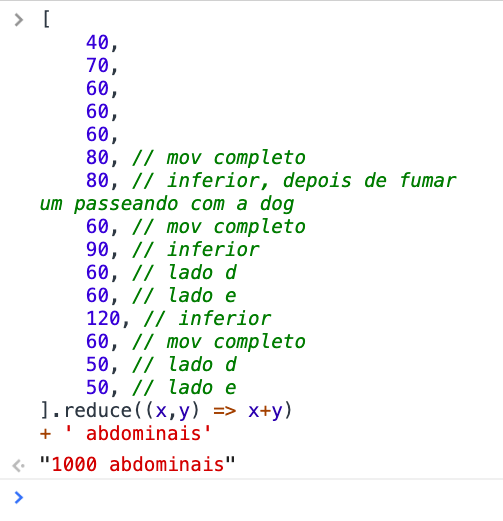 [
40,
70,
60,
60,
60,
80, // mov completo
80, // inferior, depois de fumar
um passeando com a dog
60, // mov completo
90, // inferior
60, // lado d
60, // lado e
120, // inferior
60, // mov completo
50, // lado d
50, // lado e
].reduce((x,y) => x+y)
+ ' abdominais'
"1000 abdominais"